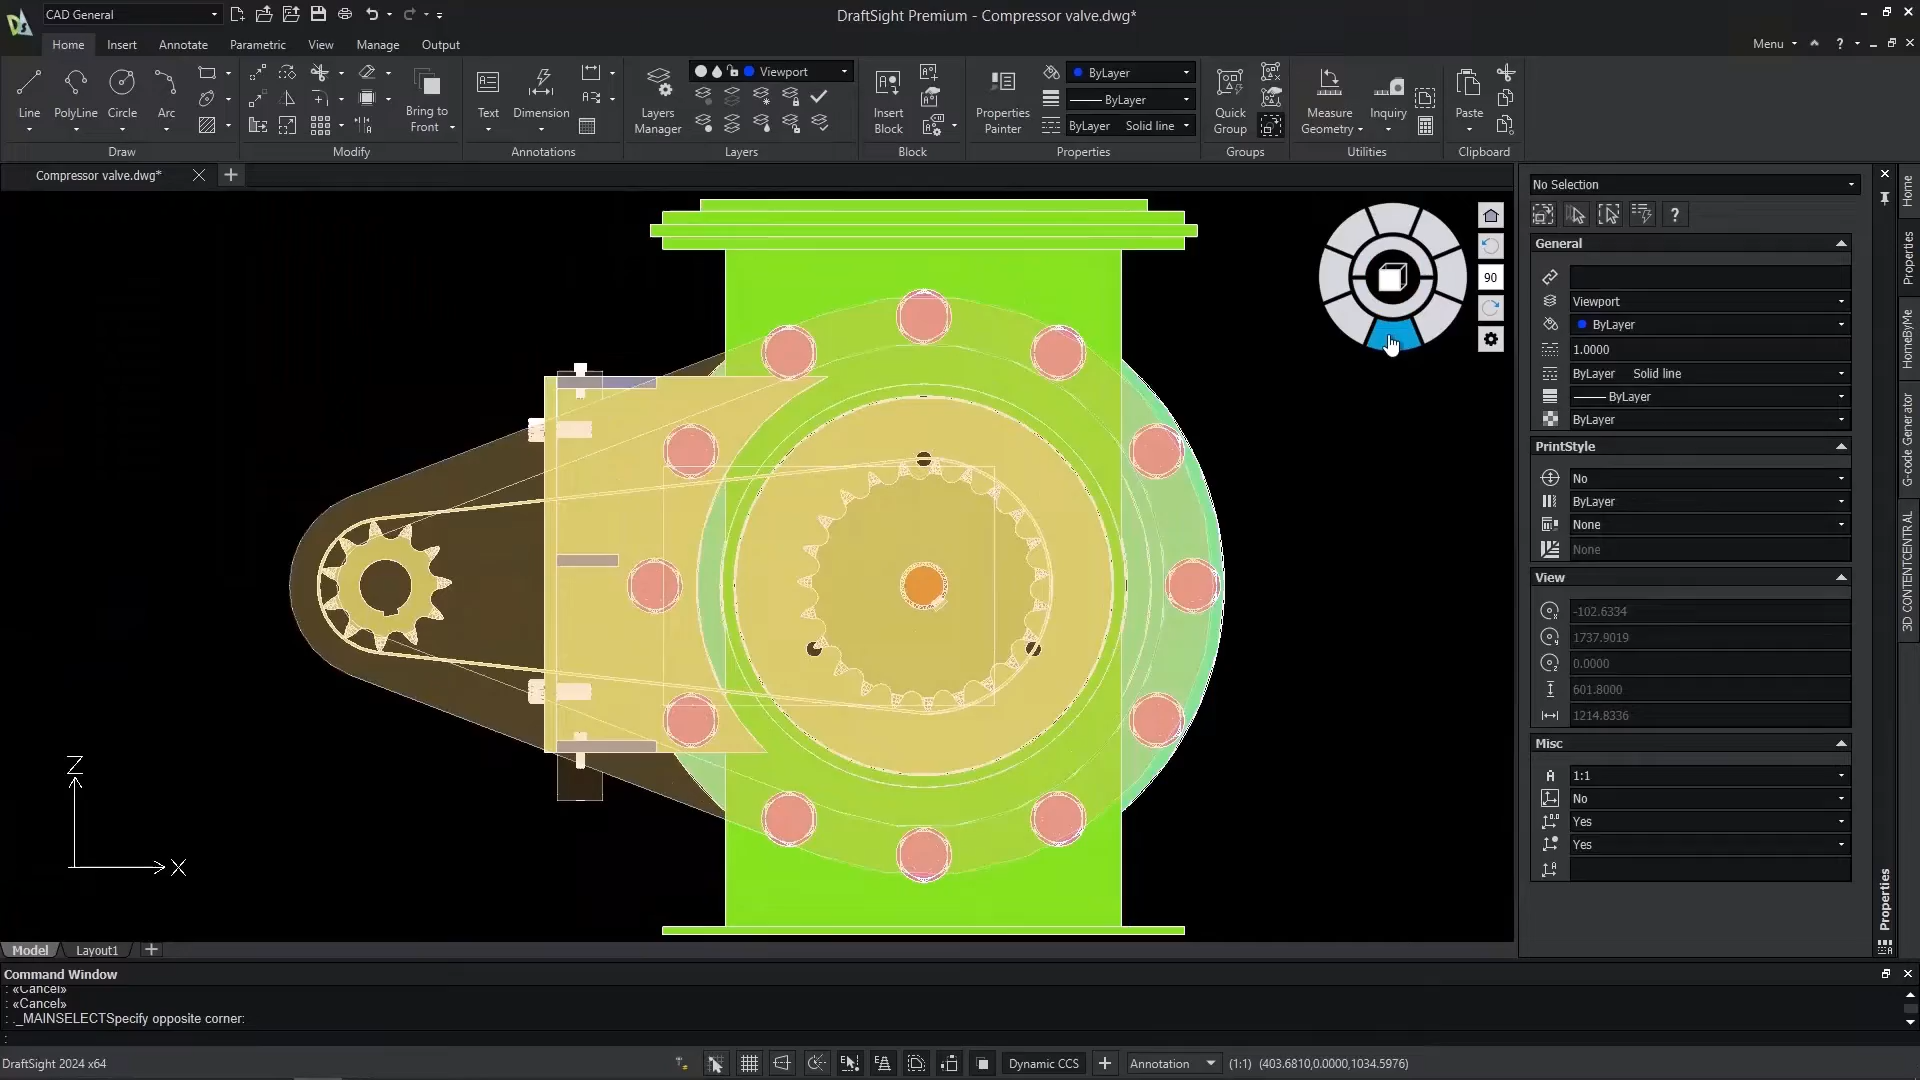 CAD General
DraftSight Premium - Compressor valve.dwg*
Home
Insert
Annotate
Parametric
View
Manage
Output
Menu
?
Line
PolyLine
Circle
Arc
Bring to
Front
Text
Dimension
Layers
Manager
Viewport
Insert
Block
Properties
Painter
ByLayer
ByLayer
ByLayer Solid line
Quick
Group
Measure
Geometry
Inquiry
Paste
Draw
Modify
Annotations
Layers
Block
Properties
Groups
Utilities
Clipboard
Compressor valve.dwg*
90
Z
X
No Selection
?
General
Viewport
ByLayer
1.0000
ByLayer Solid line
ByLayer
ByLayer
PrintStyle
No
ByLayer
None
None
View
-102.6334
1737.9019
0.0000
601.8000
1214.8336
Misc
1:1
No
Yes
Yes
Properties
Home
Properties
HomeByMe
G-code Generator
3D CONTENTCENTRAL
Model
Layout1
Command Window
: «Cancel»
: «Cancel»
: ._MAINSELECTSpecify opposite corner:
:
DraftSight 2024 x64
Dynamic CCS
Annotation
(1:1)
(403.6810,0.0000,1034.5976)